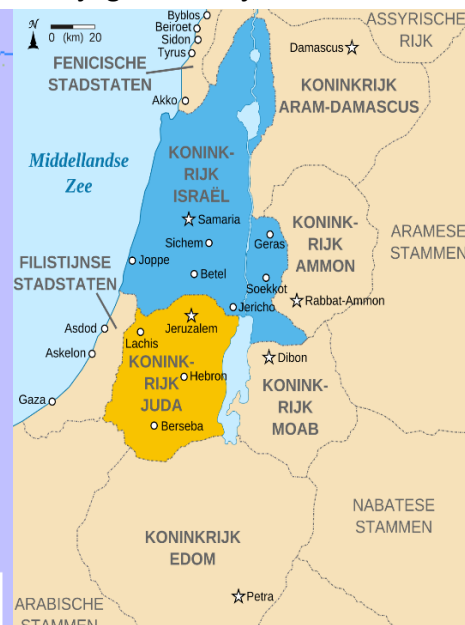 N
0 (km) 20
Byblos
Beiroet
Sidon
Tyrus
FENICISCHE
STADSTATEN
Akko
ASSYRISCHE
RIJK
Damascus
KONINKRIJK
ARAM-DAMASCUS
Middellandse
Zee
KONINK-
RIJK
ISRAËL
Samaria
Sichem
Joppe
Betel
Geras
Soekkot
Jericho
KONINK-
RIJK
AMMON
Rabbat-Ammon
ARAMESE
STAMMEN
FILISTIJNSE
STADSTATEN
Asdod
Askelon
Gaza
Jeruzalem
Lachis
KONINK-
RIJK
JUDA
Hebron
Berseba
Dibon
KONINK-
RIJK
MOAB
NABATESE
STAMMEN
KONINKRIJK
EDOM
Petra
ARABISCHE
STAMMEN